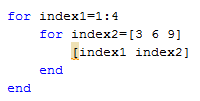 for index1=1:4
for index2=[3 6 9]
[index1 index2]
end
end